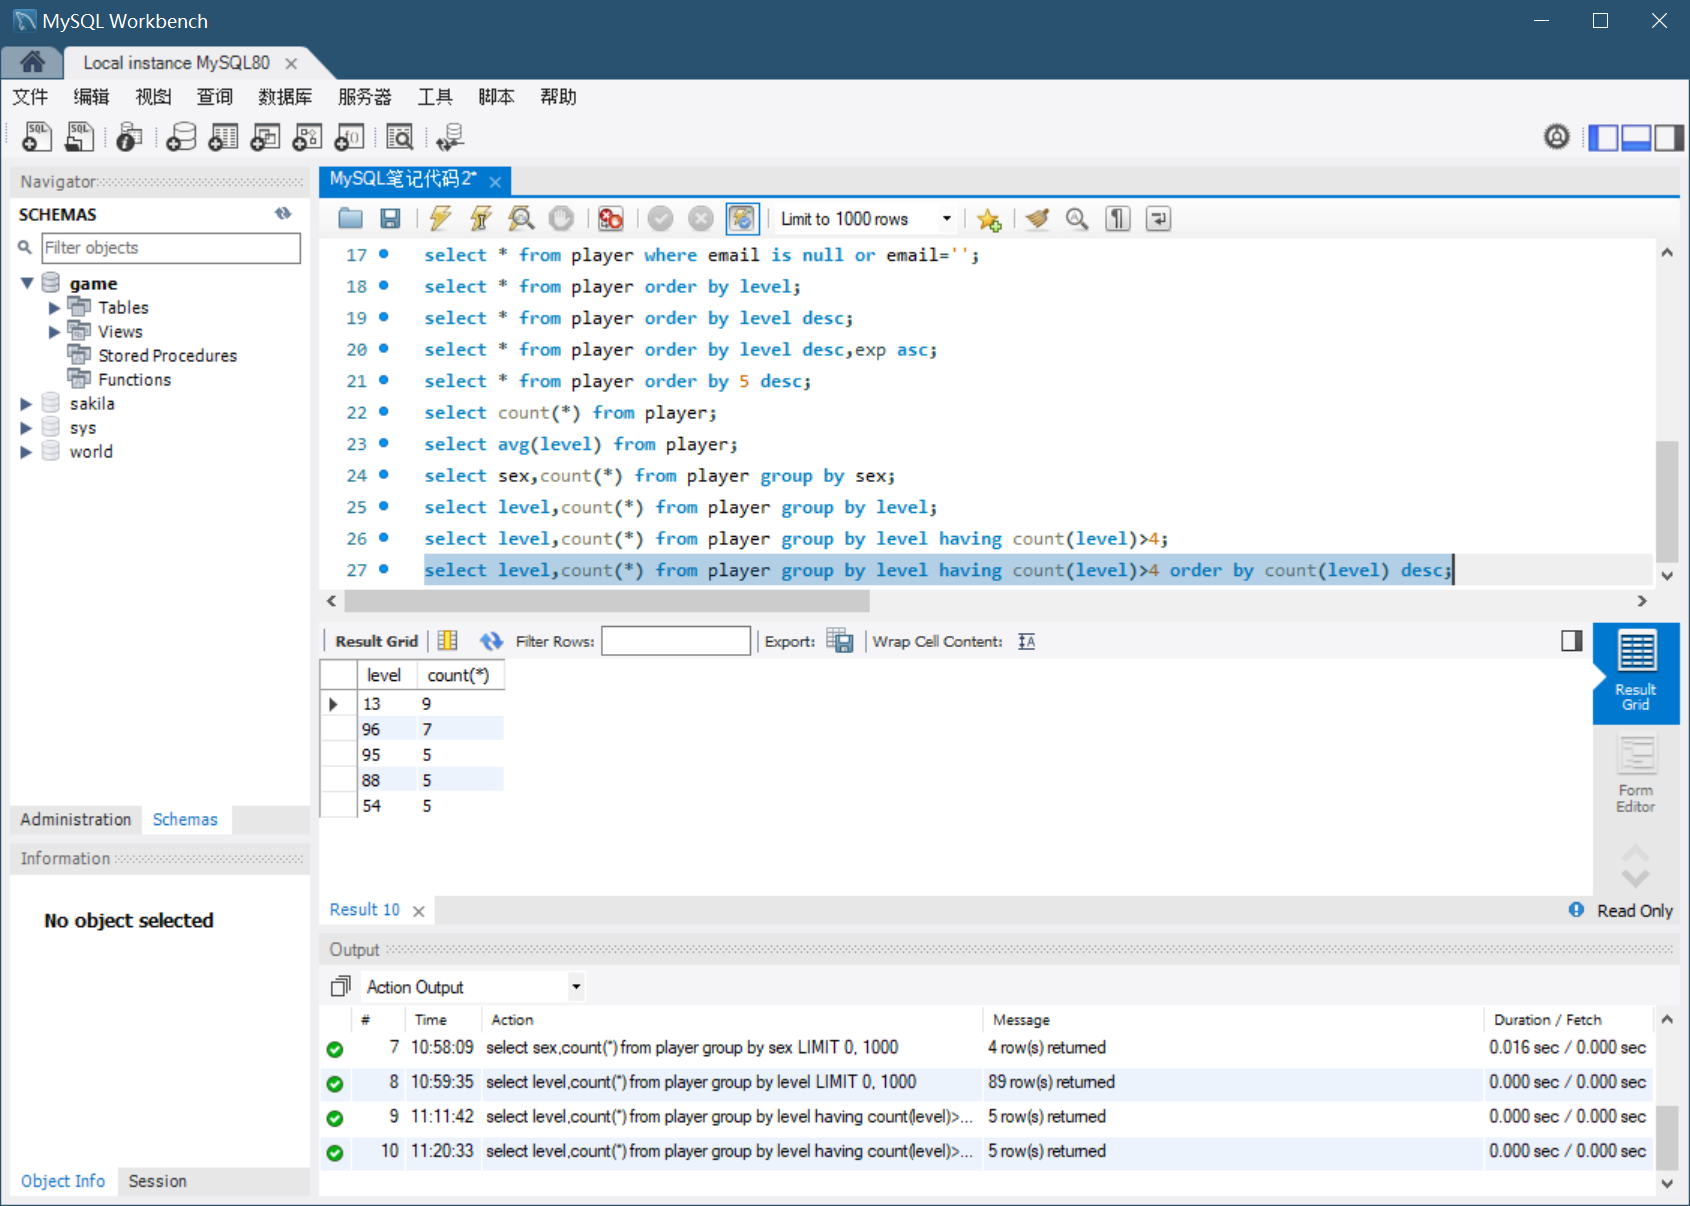 MySQL Workbench
Local instance MySQL80
文件 编辑 视图 查询 数据库 服务器 工具 脚本 帮助
Navigator
SCHEMAS
Filter objects
game
Tables
Views
Stored Procedures
Functions
sakila
sys
world
Administration Schemas
Information
No object selected
Object Info Session
MySQL笔记代码2*
Limit to 1000 rows
17 select * from player where email is null or email='';
18 select * from player order by level;
19 select * from player order by level desc;
20 select * from player order by level desc,exp asc;
21 select * from player order by 5 desc;
22 select count(*) from player;
23 select avg(level) from player;
24 select sex,count(*) from player group by sex;
25 select level,count(*) from player group by level;
26 select level,count(*) from player group by level having count(level)>4;
27 select level,count(*) from player group by level having count(level)>4 order by count(level) desc;
Result Grid Filter Rows: Export: Wrap Cell Content:
level count(*)
13 9
96 7
95 5
88 5
54 5
Result Grid
Form Editor
Result 10
Read Only
Output
Action Output
# Time Action Message Duration / Fetch
7 10:58:09 select sex,count(*) from player group by sex LIMIT 0, 1000 4 row(s) returned 0.016 sec / 0.000 sec
8 10:59:35 select level,count(*) from player group by level LIMIT 0, 1000 89 row(s) returned 0.000 sec / 0.000 sec
9 11:11:42 select level,count(*) from player group by level having count(level)>... 5 row(s) returned 0.000 sec / 0.000 sec
10 11:20:33 select level,count(*) from player group by level having count(level)>... 5 row(s) returned 0.000 sec / 0.000 sec